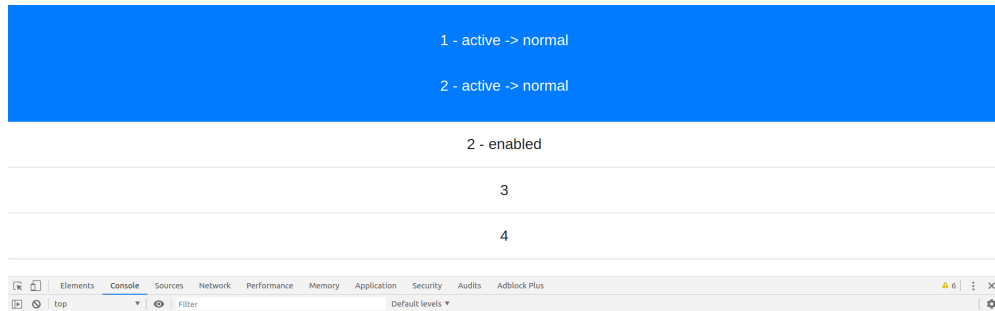 1 - active -> normal
2 - active -> normal
2 - enabled
3
4
Elements Console Sources Network Performance Memory Application Security Audits Adblock Plus 6
top Filter Default levels